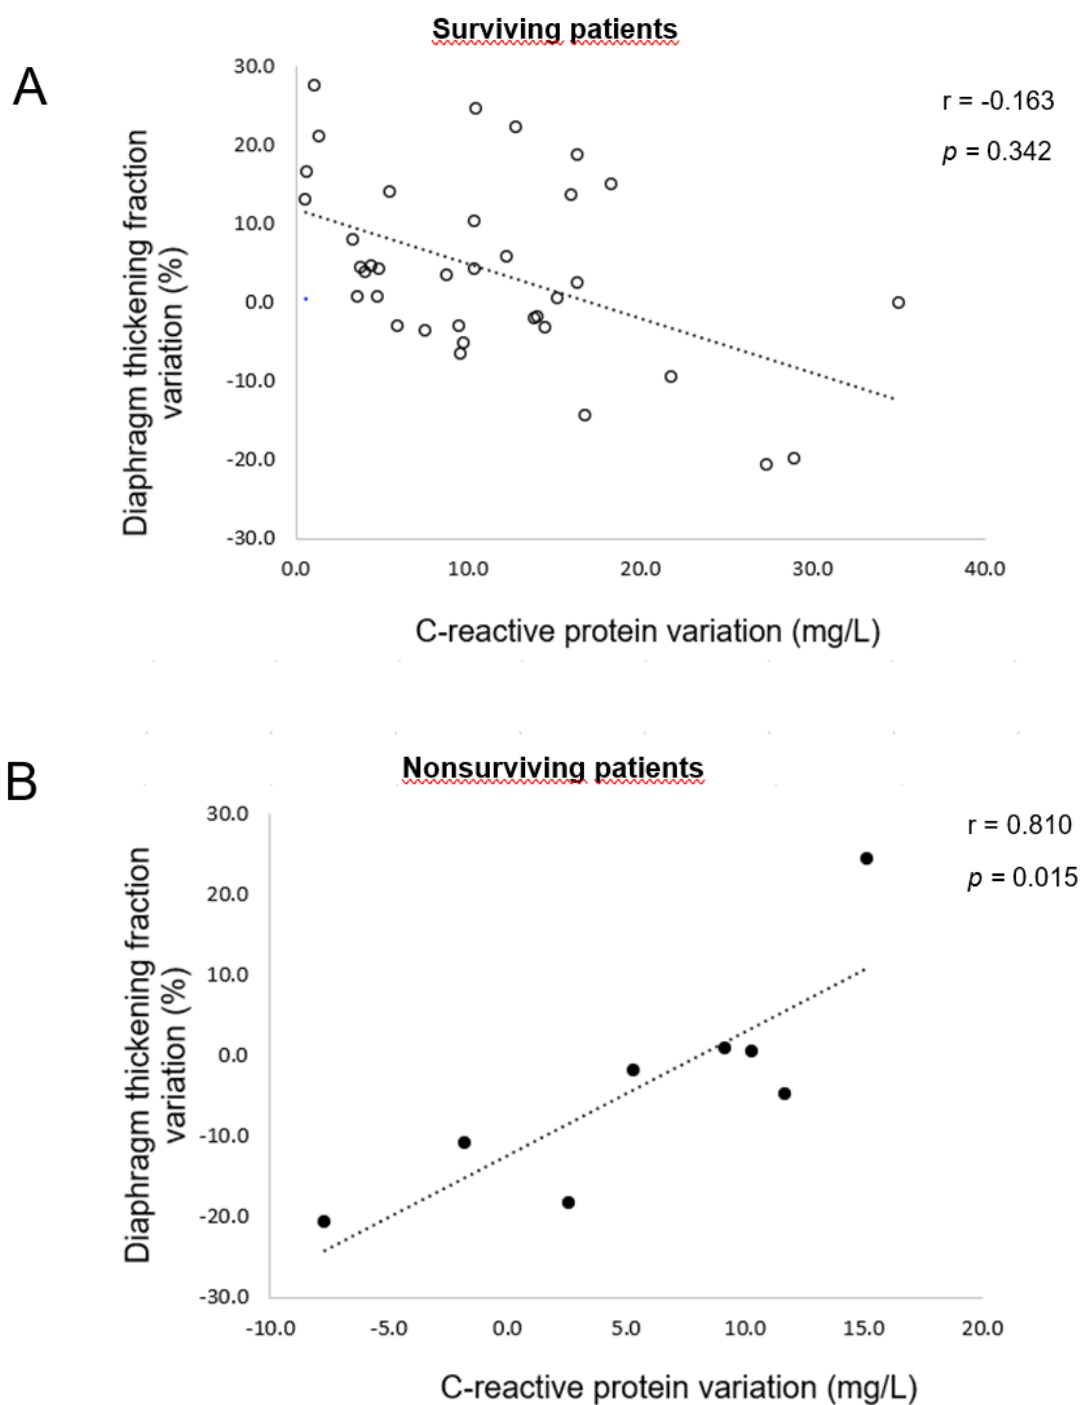 Surviving patients
A
r = -0.163
p = 0.342
Diaphragm thickening fraction
variation (%)
30.0
20.0
10.0
0.0
-10.0
-20.0
-30.0
0.0 10.0 20.0 30.0 40.0
C-reactive protein variation (mg/L)
Nonsurviving patients
B
r = 0.810
p = 0.015
Diaphragm thickening fraction
variation (%)
30.0
20.0
10.0
0.0
-10.0
-20.0
-30.0
-10.0 -5.0 0.0 5.0 10.0 15.0 20.0
C-reactive protein variation (mg/L)